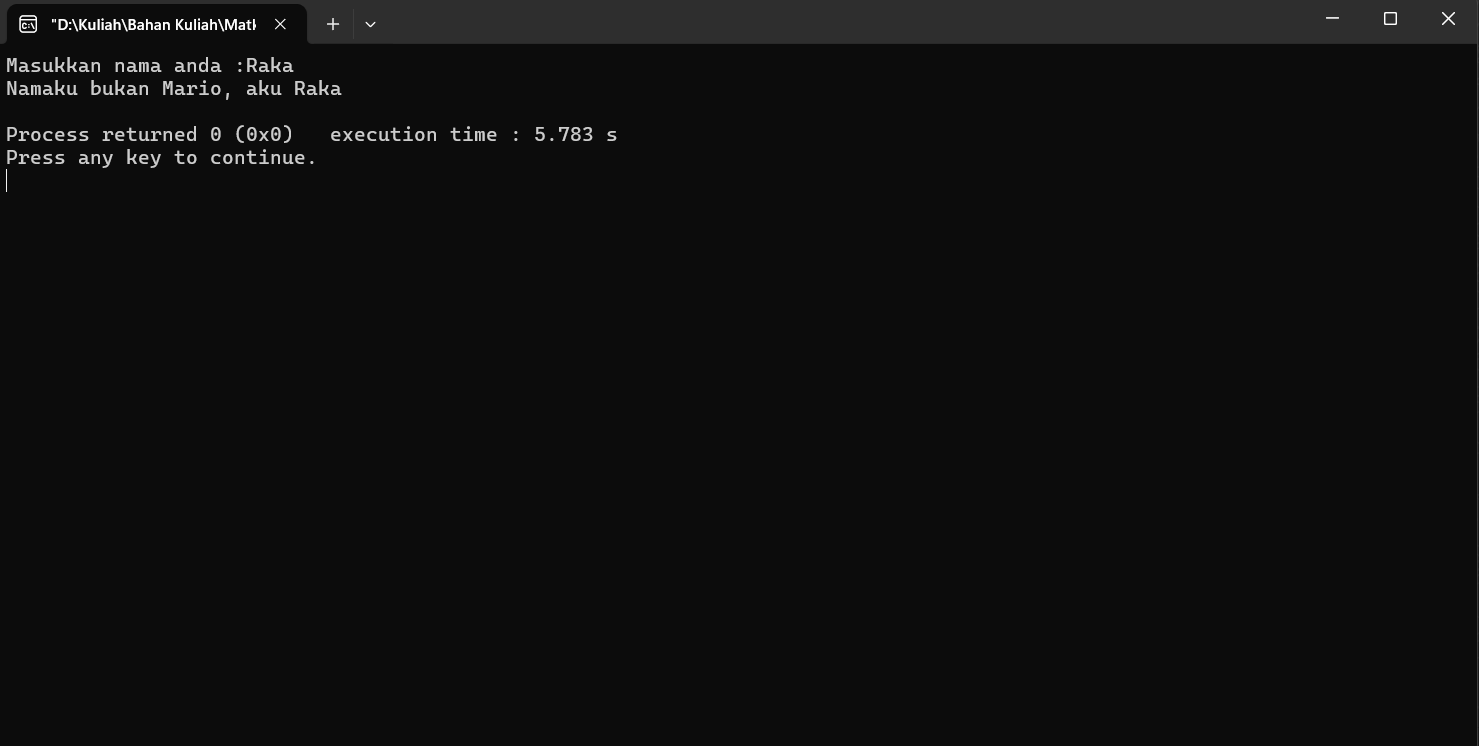 "D:\Kuliah\Bahan Kuliah\Matk
Masukkan nama anda :Raka
Namaku bukan Mario, aku Raka
Process returned 0 (0x0)   execution time : 5.783 s
Press any key to continue.